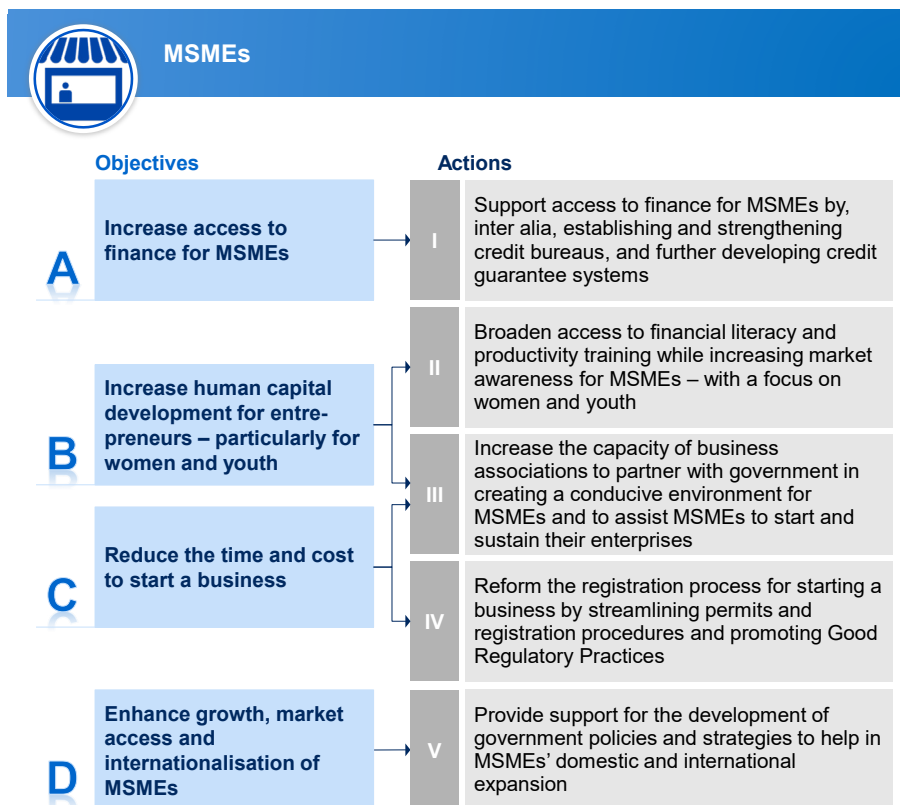 MSMEs
Objectives
Actions
A
Increase access to
finance for MSMEs
I
Support access to finance for MSMEs by,
inter alia, establishing and strengthening
credit bureaus, and further developing credit
guarantee systems
B
Increase human capital
development for entre-
preneurs – particularly for
women and youth
II
Broaden access to financial literacy and
productivity training while increasing market
awareness for MSMEs – with a focus on
women and youth
III
Increase the capacity of business
associations to partner with government in
creating a conducive environment for
MSMEs and to assist MSMEs to start and
sustain their enterprises
C
Reduce the time and cost
to start a business
IV
Reform the registration process for starting a
business by streamlining permits and
registration procedures and promoting Good
Regulatory Practices
D
Enhance growth, market
access and
internationalisation of
MSMEs
V
Provide support for the development of
government policies and strategies to help in
MSMEs’ domestic and international
expansion